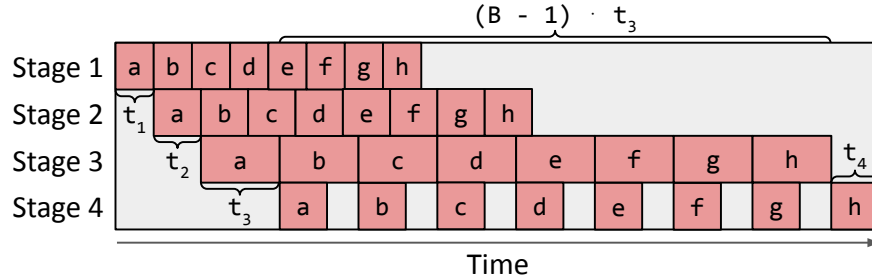 (B - 1) · t₃
Stage 1 a b c d e f g h
t₁
Stage 2 a b c d e f g h
t₂
Stage 3 a b c d e f g h
t₄
t₃
Stage 4 a b c d e f g h
Time